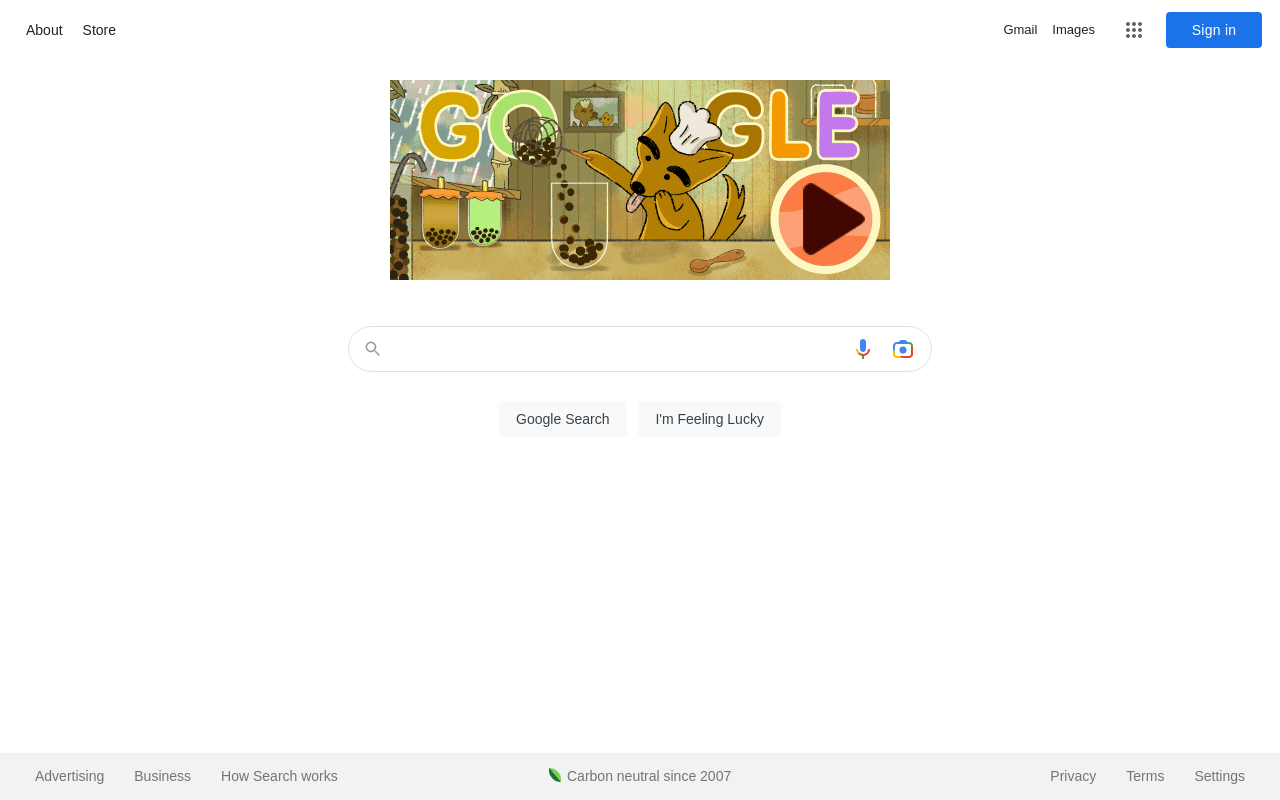 About Store
Gmail Images Sign in
GOOGLE
Google Search I'm Feeling Lucky
Advertising Business How Search works
Carbon neutral since 2007
Privacy Terms Settings